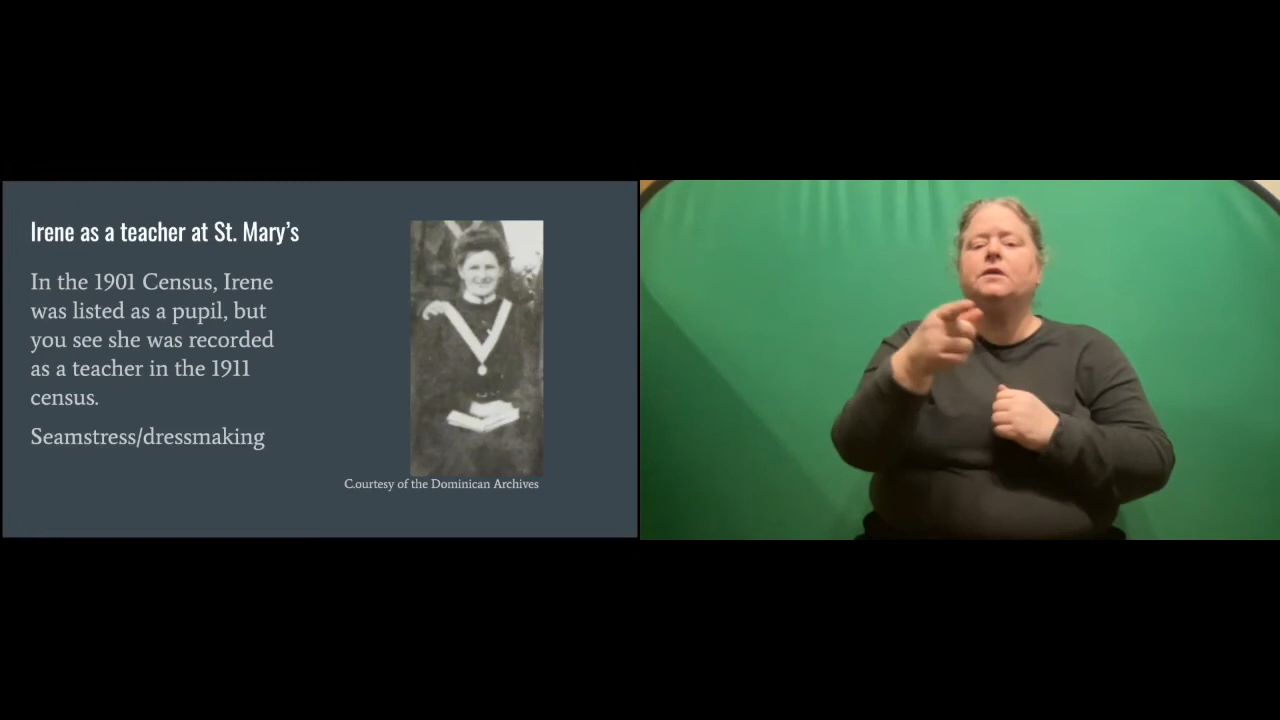 Irene as a teacher at St. Mary's
In the 1901 Census, Irene
was listed as a pupil, but
you see she was recorded
as a teacher in the 1911
census.
Seamstress/dressmaking
C.ourtesy of the Dominican Archives